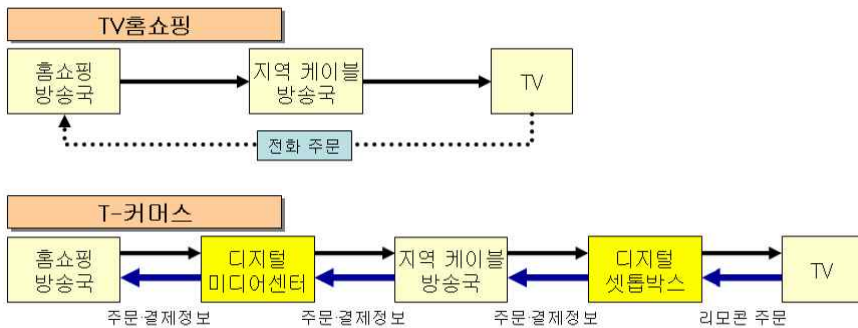 TV홈쇼핑
홈쇼핑
방송국
지역 케이블
방송국
TV
전화 주문
T-커머스
홈쇼핑
방송국
디지털
미디어센터
지역 케이블
방송국
디지털
셋톱박스
TV
주문·결제정보
주문·결제정보
주문·결제정보
리모콘 주문